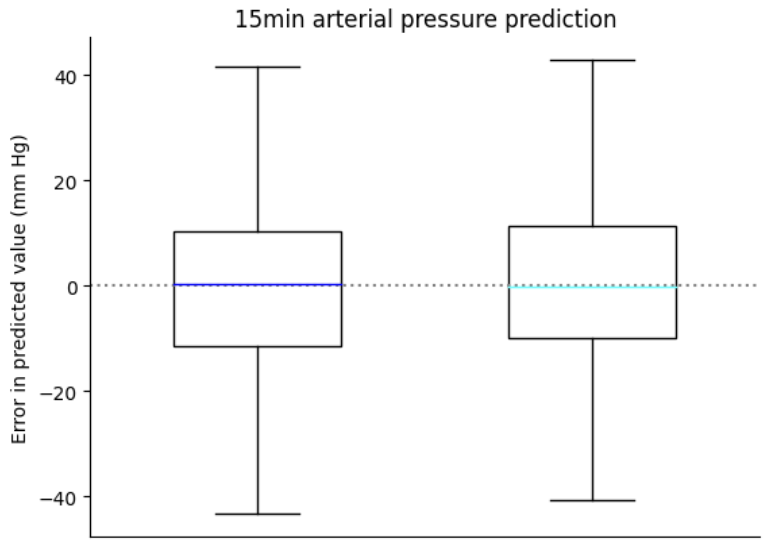 15min arterial pressure prediction
Error in predicted value (mm Hg)
40
20
0
−20
−40